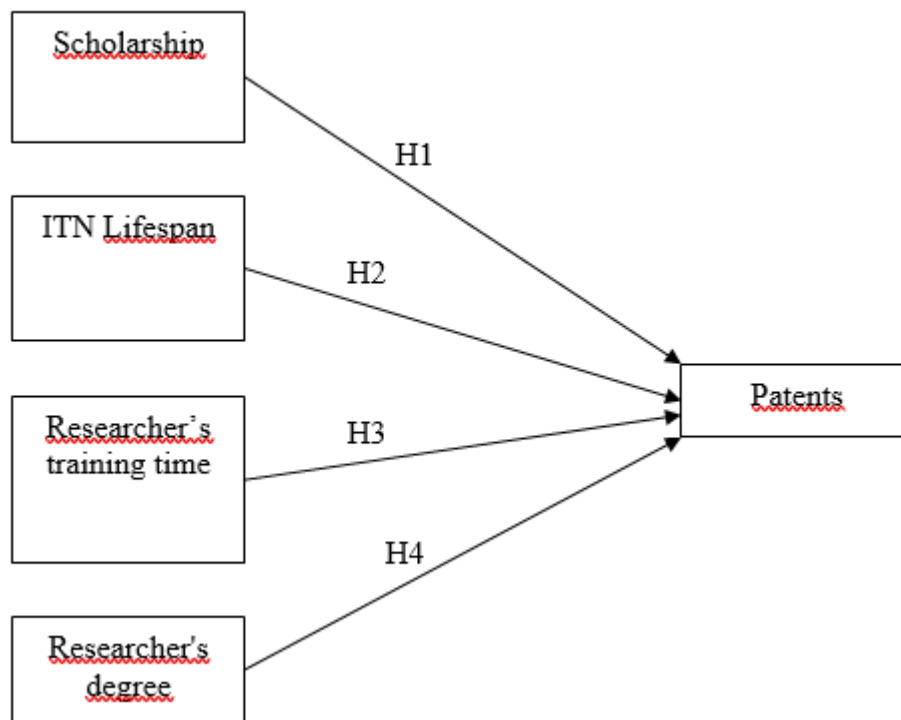 Scholarship
H1
ITN Lifespan
H2
Patents
Researcher’s
training time
H3
H4
Researcher's
degree